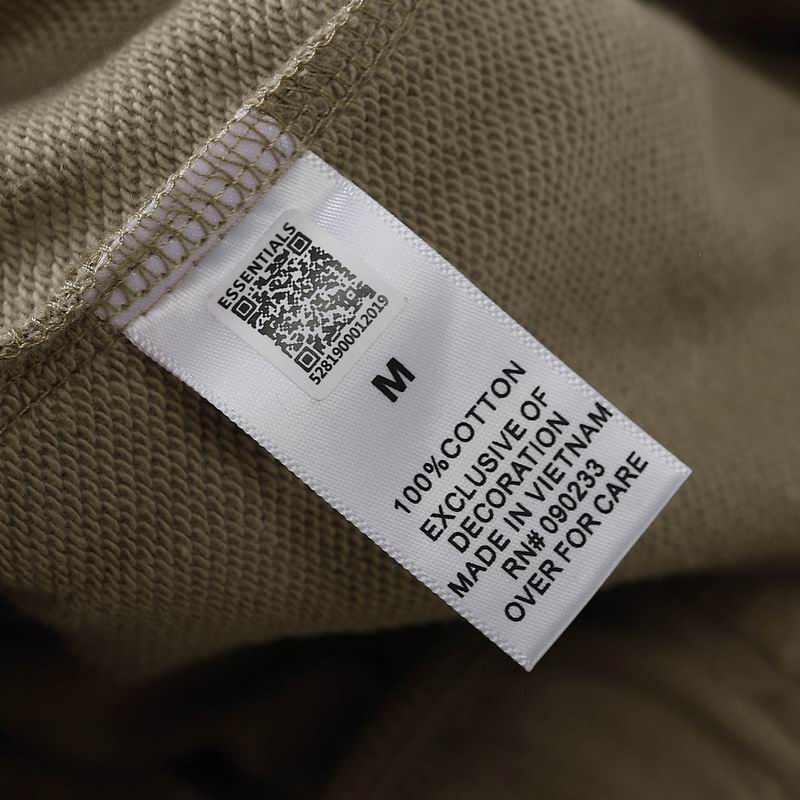 ESSENTIALS
5281900012019
M
100%COTTON
EXCLUSIVE OF
DECORATION
MADE IN VIETNAM
RN# 090233
OVER FOR CARE